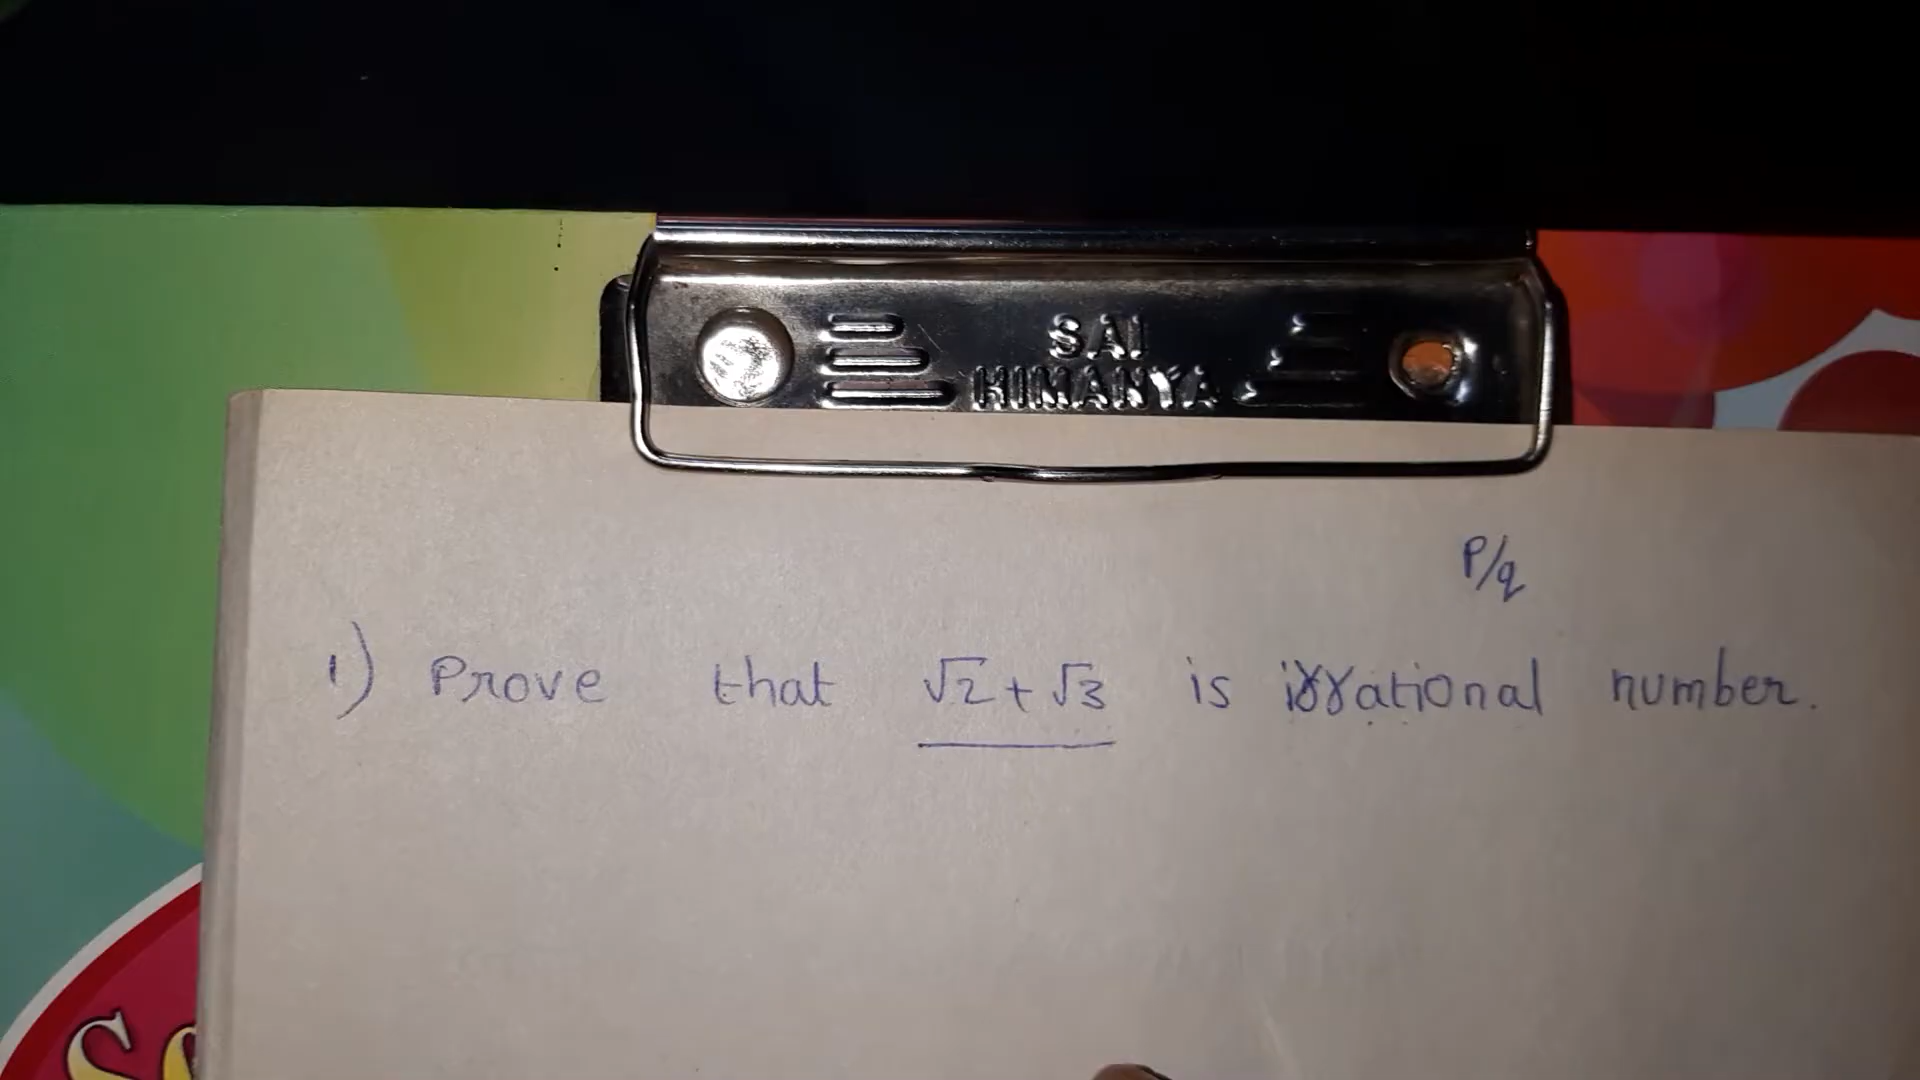 SAI
HIMANYA
P/q
1) Prove that √2 + √3 is irrational number.